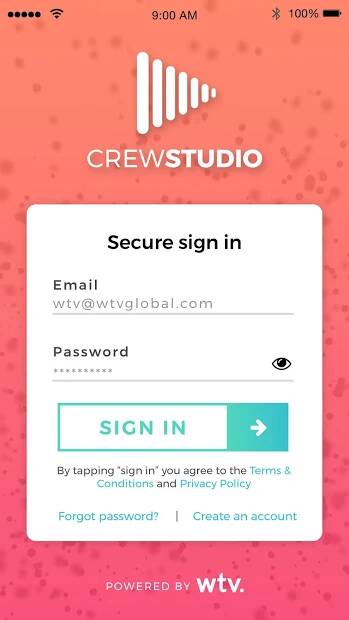 9:00 AM 100%
CREWSTUDIO
Secure sign in
Email
wtv@wtvglobal.com
Password
**********
SIGN IN
By tapping "sign in" you agree to the Terms &
Conditions and Privacy Policy
Forgot password? | Create an account
POWERED BY wtv.